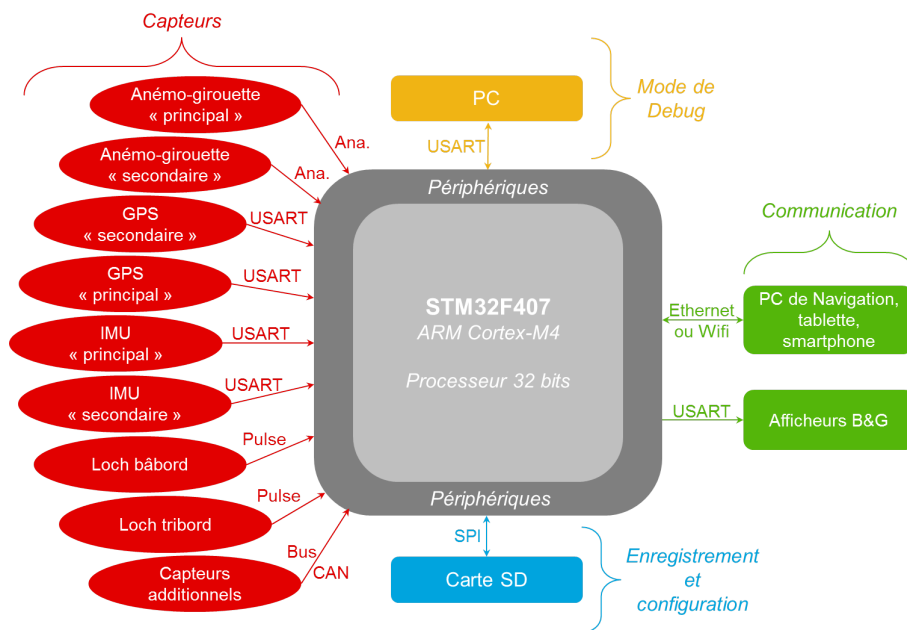 Capteurs
Anémo-girouette
« principal »
Ana.
Anémo-girouette
« secondaire »
Ana.
GPS
« secondaire »
USART
GPS
« principal »
USART
IMU
« principal »
USART
IMU
« secondaire »
USART
Loch bâbord
Pulse
Loch tribord
Pulse
Capteurs
additionnels
Bus
CAN
PC
USART
Mode de
Debug
Périphériques
STM32F407
ARM Cortex-M4
Processeur 32 bits
Périphériques
Communication
Ethernet
ou Wifi
PC de Navigation,
tablette,
smartphone
USART
Afficheurs B&G
SPI
Carte SD
Enregistrement
et
configuration